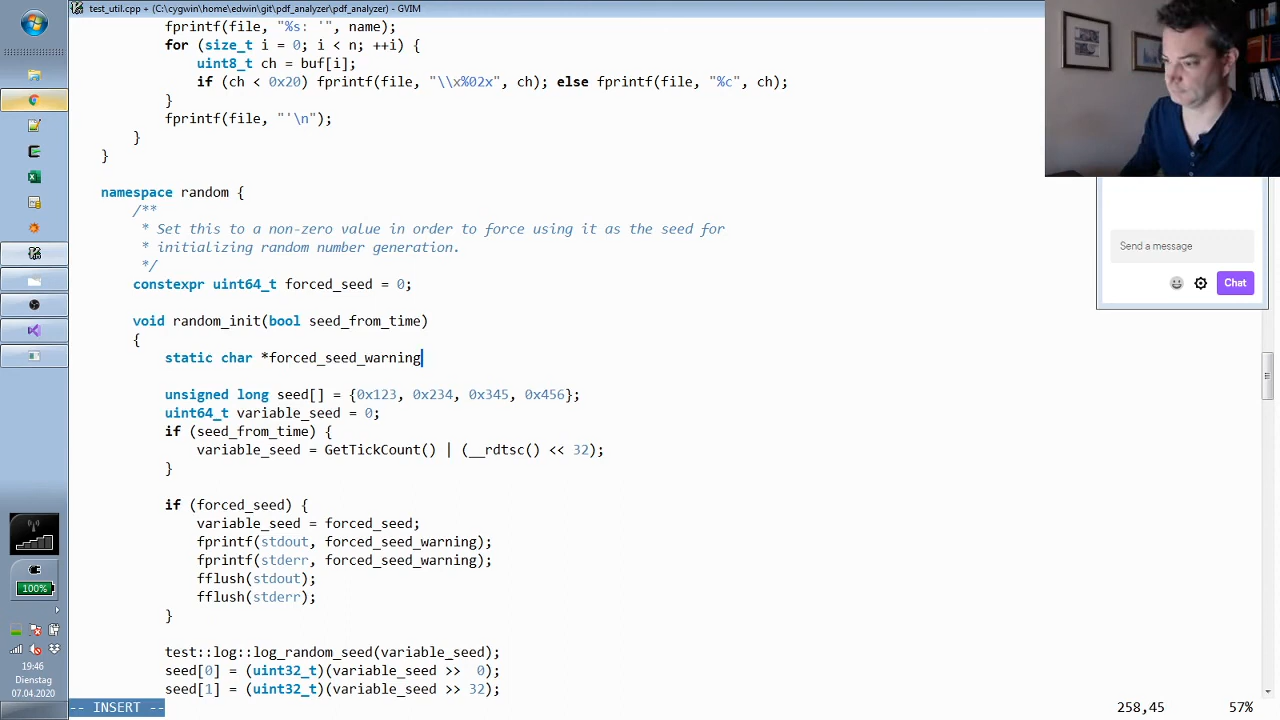 test_util.cpp + (C:\cygwin\home\edwin\git\pdf_analyzer\pdf_analyzer) - GVIM
fprintf(file, "%s: '", name);
for (size_t i = 0; i < n; ++i) {
uint8_t ch = buf[i];
if (ch < 0x20) fprintf(file, "\\x%02x", ch); else fprintf(file, "%c", ch);
}
fprintf(file, "'\n");
}
}
namespace random {
/**
* Set this to a non-zero value in order to force using it as the seed for
* initializing random number generation.
*/
constexpr uint64_t forced_seed = 0;
void random_init(bool seed_from_time)
{
static char *forced_seed_warning
unsigned long seed[] = {0x123, 0x234, 0x345, 0x456};
uint64_t variable_seed = 0;
if (seed_from_time) {
variable_seed = GetTickCount() | (__rdtsc() << 32);
}
if (forced_seed) {
variable_seed = forced_seed;
fprintf(stdout, forced_seed_warning);
fprintf(stderr, forced_seed_warning);
fflush(stdout);
fflush(stderr);
}
test::log::log_random_seed(variable_seed);
seed[0] = (uint32_t)(variable_seed >>  0);
seed[1] = (uint32_t)(variable_seed >> 32);
-- INSERT --
258,45
57%
Send a message
Chat
100%
19:46
Dienstag
07.04.2020